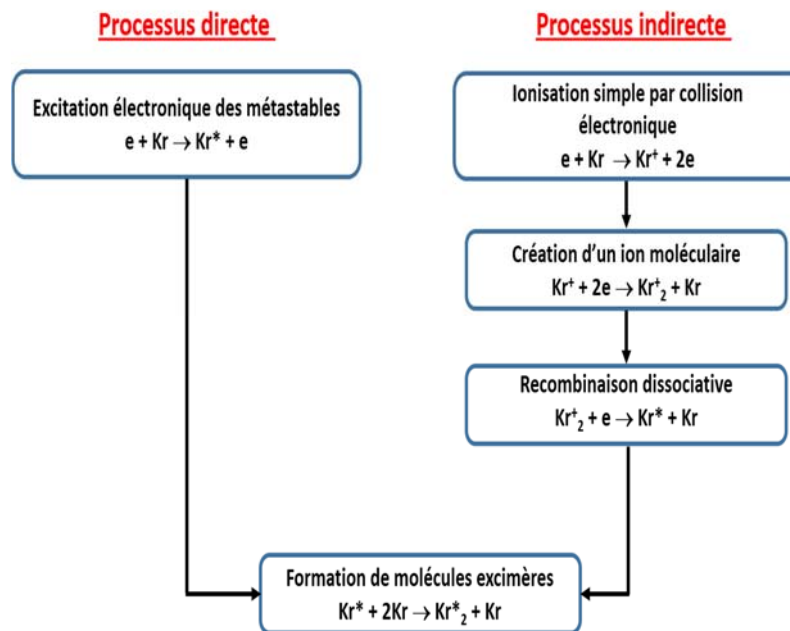 Processus directe
Excitation électronique des métastables
e + Kr → Kr* + e
Processus indirecte
Ionisation simple par collision
électronique
e + Kr → Kr⁺ + 2e
Création d’un ion moléculaire
Kr⁺ + 2e → Kr⁺₂ + Kr
Recombinaison dissociative
Kr⁺₂ + e → Kr* + Kr
Formation de molécules excimères
Kr* + 2Kr → Kr*₂ + Kr